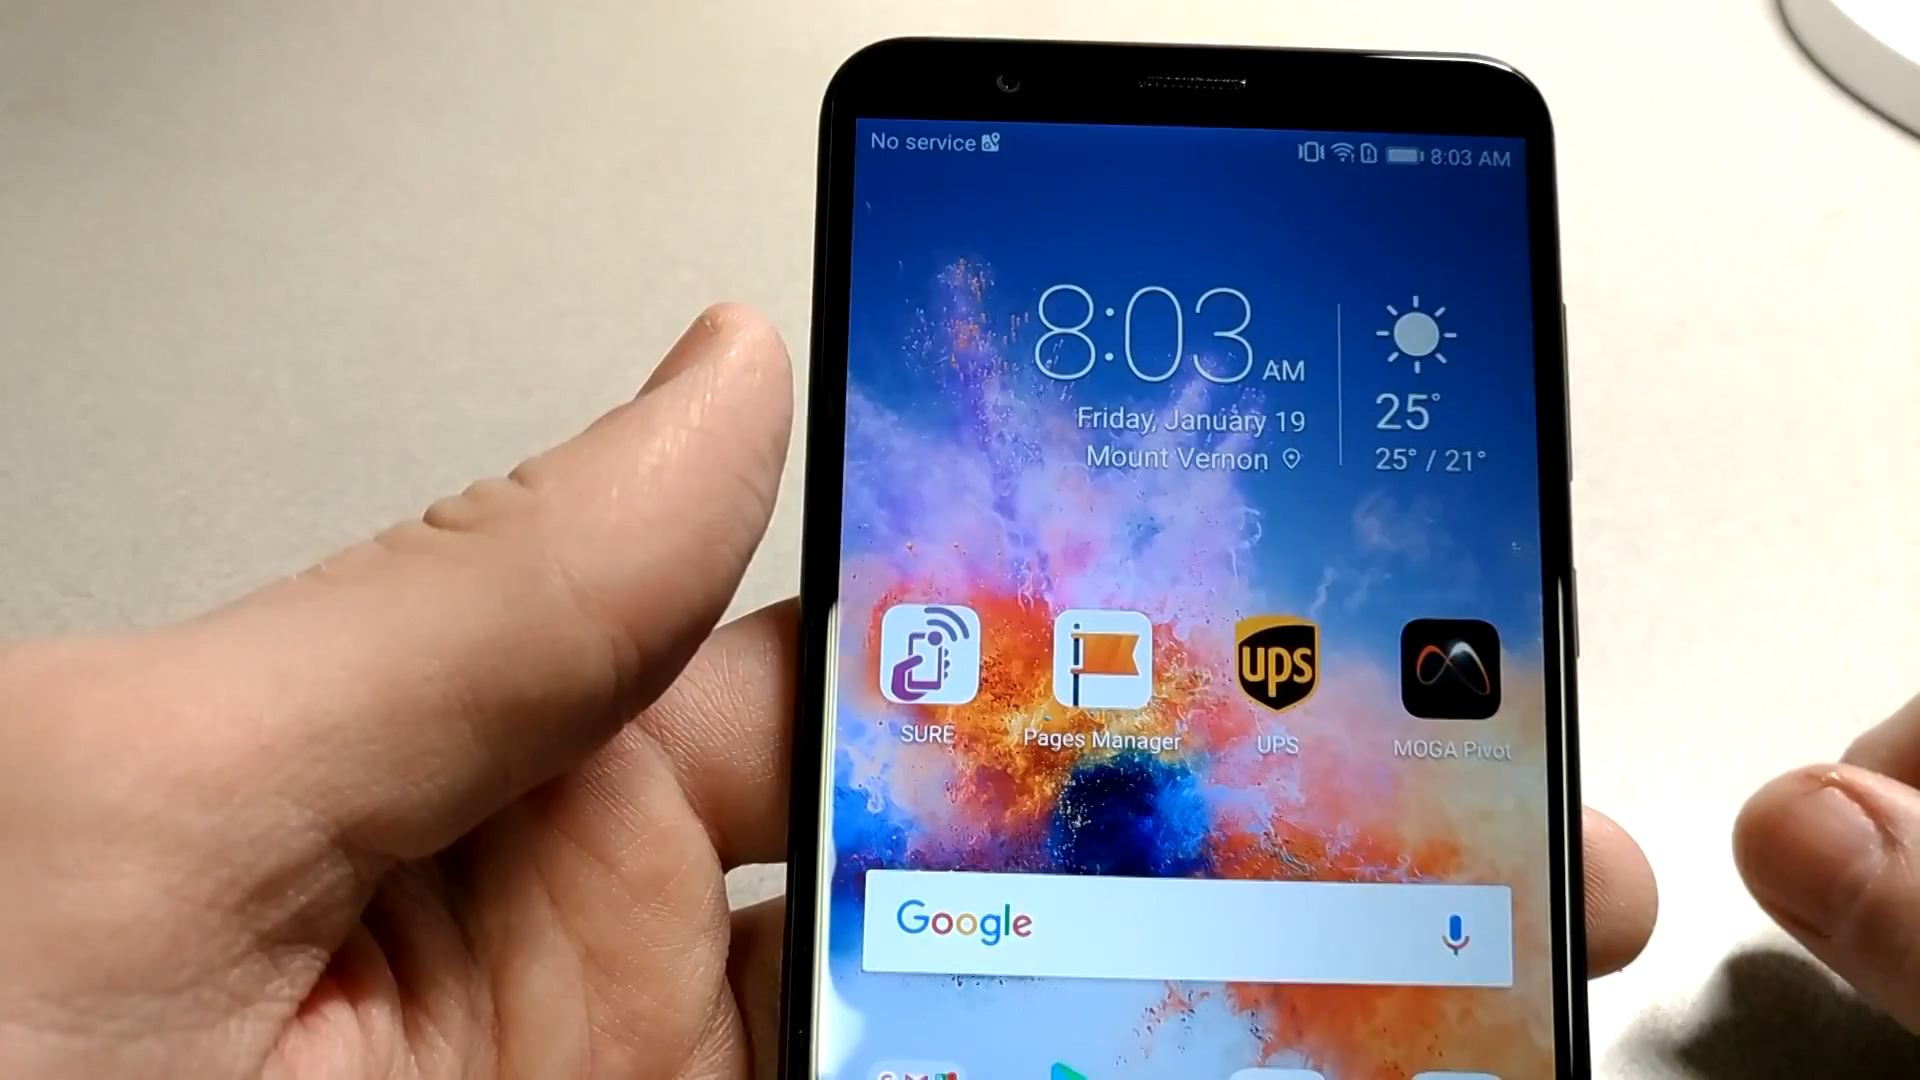 No service
8:03 AM
8:03 AM
Friday, January 19
Mount Vernon
25°
25° / 21°
SURE
Pages Manager
ups
UPS
MOGA Pivot
Google